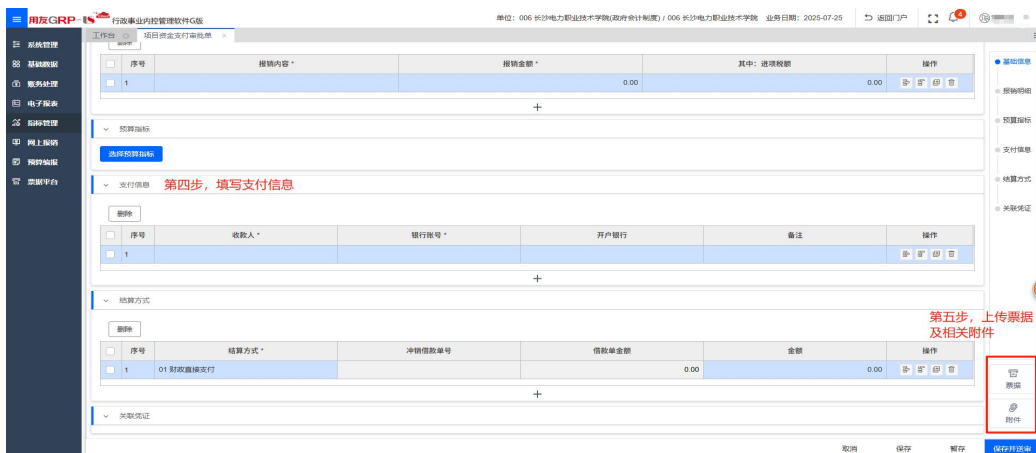 用友GRP-U8Cloud 行政事业内控管理软件G版
单位：006 长沙电力职业技术学院(政府会计制度) / 006 长沙电力职业技术学院 业务日期：2025-07-25 返回门户 4
工作台 项目资金支付审批单 ×
系统管理
基础数据
账务处理
电子报表
指标管理
网上报销
预算编报
票据平台
删除
序号 报销内容 * 报销金额 * 其中：进项税额 操作
1 0.00 0.00
+
预算指标
选择预算指标
支付信息 第四步，填写支付信息
删除
序号 收款人 * 银行账号 * 开户银行 备注 操作
1
+
结算方式
删除
序号 结算方式 * 冲销借款单号 借款单金额 金额 操作
1 01 财政直接支付 0.00 0.00
+
关联凭证
取消 保存 暂存 保存并送审
基础信息
报销明细
预算指标
支付信息
结算方式
关联凭证
第五步，上传票据
及相关附件
票据
附件